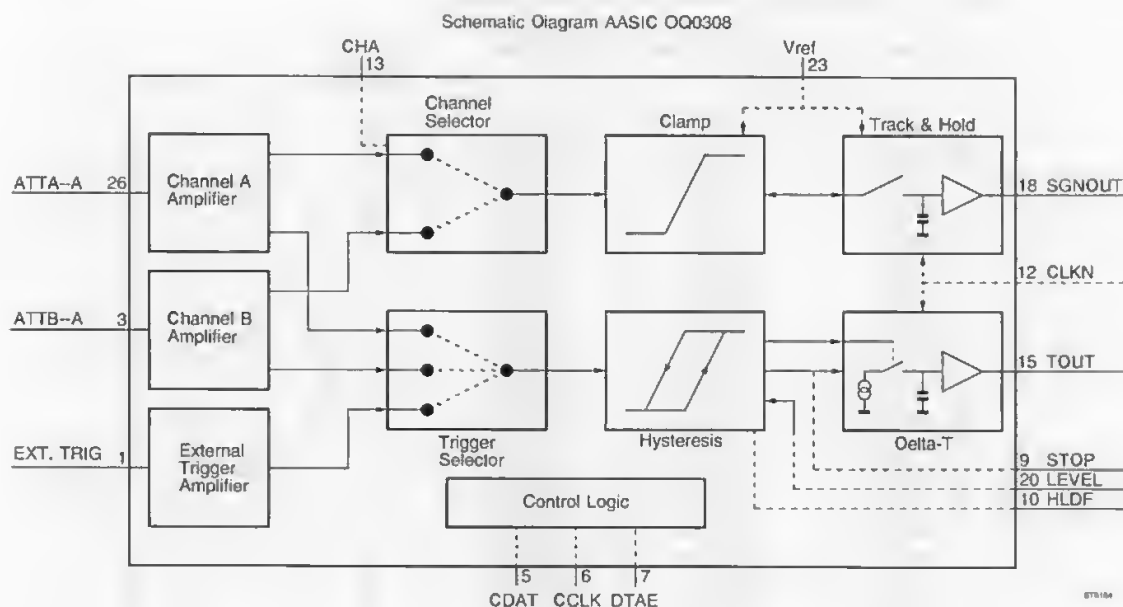 Schematic Oiagram AASIC OQ0308
CHA
13
Vref
23
Channel
Selector
Clamp
Track & Hold
ATTA--A 26
Channel A
Amplifier
18 SGNOUT
12 CLKN
ATTB--A 3
Channel B
Amplifier
15 TOUT
EXT. TRIG 1
External
Trigger
Amplifier
Trigger
Selector
Hysteresis
Oelta-T
9 STOP
20 LEVEL
10 HLDF
Control Logic
5 6 7
CDAT CCLK DTAE